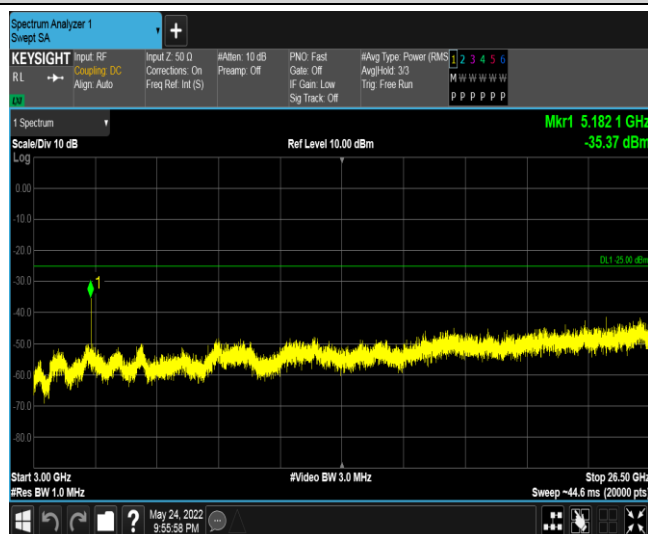 Spectrum Analyzer 1
Swept SA
+
KEYSIGHT
RL
LXI
Input: RF
Coupling: DC
Align: Auto
Input Z: 50 Ω
Corrections: On
Freq Ref: Int (S)
#Atten: 10 dB
Preamp: Off
PNO: Fast
Gate: Off
IF Gain: Low
Sig Track: Off
#Avg Type: Power (RMS
Avg|Hold: 3/3
Trig: Free Run
1 2 3 4 5 6
M W W W W W
P P P P P P
1 Spectrum
Mkr1 5.182 1 GHz
Scale/Div 10 dB
Ref Level 10.00 dBm
-35.37 dBm
Log
0.00
-10.0
-20.0
DL1 -25.00 dBm
-30.0
1
-40.0
-50.0
-60.0
-70.0
-80.0
Start 3.00 GHz
#Video BW 3.0 MHz
Stop 26.50 GHz
#Res BW 1.0 MHz
Sweep ~44.6 ms (20000 pts)
?
May 24, 2022
9:55:58 PM